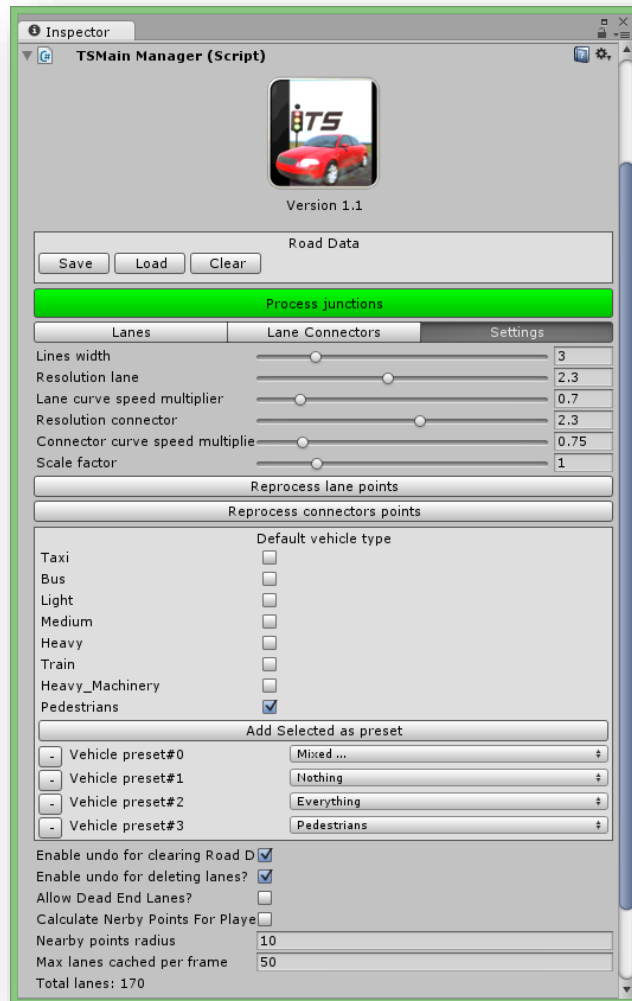 Inspector
TSMain Manager (Script)
iTS
Version 1.1
Road Data
Save Load Clear
Process junctions
Lanes Lane Connectors Settings
Lines width 3
Resolution lane 2.3
Lane curve speed multiplier 0.7
Resolution connector 2.3
Connector curve speed multiplie 0.75
Scale factor 1
Reprocess lane points
Reprocess connectors points
Default vehicle type
Taxi
Bus
Light
Medium
Heavy
Train
Heavy_Machinery
Pedestrians
Add Selected as preset
- Vehicle preset#0 Mixed ...
- Vehicle preset#1 Nothing
- Vehicle preset#2 Everything
- Vehicle preset#3 Pedestrians
Enable undo for clearing Road D
Enable undo for deleting lanes?
Allow Dead End Lanes?
Calculate Nerby Points For Playe
Nearby points radius 10
Max lanes cached per frame 50
Total lanes: 170